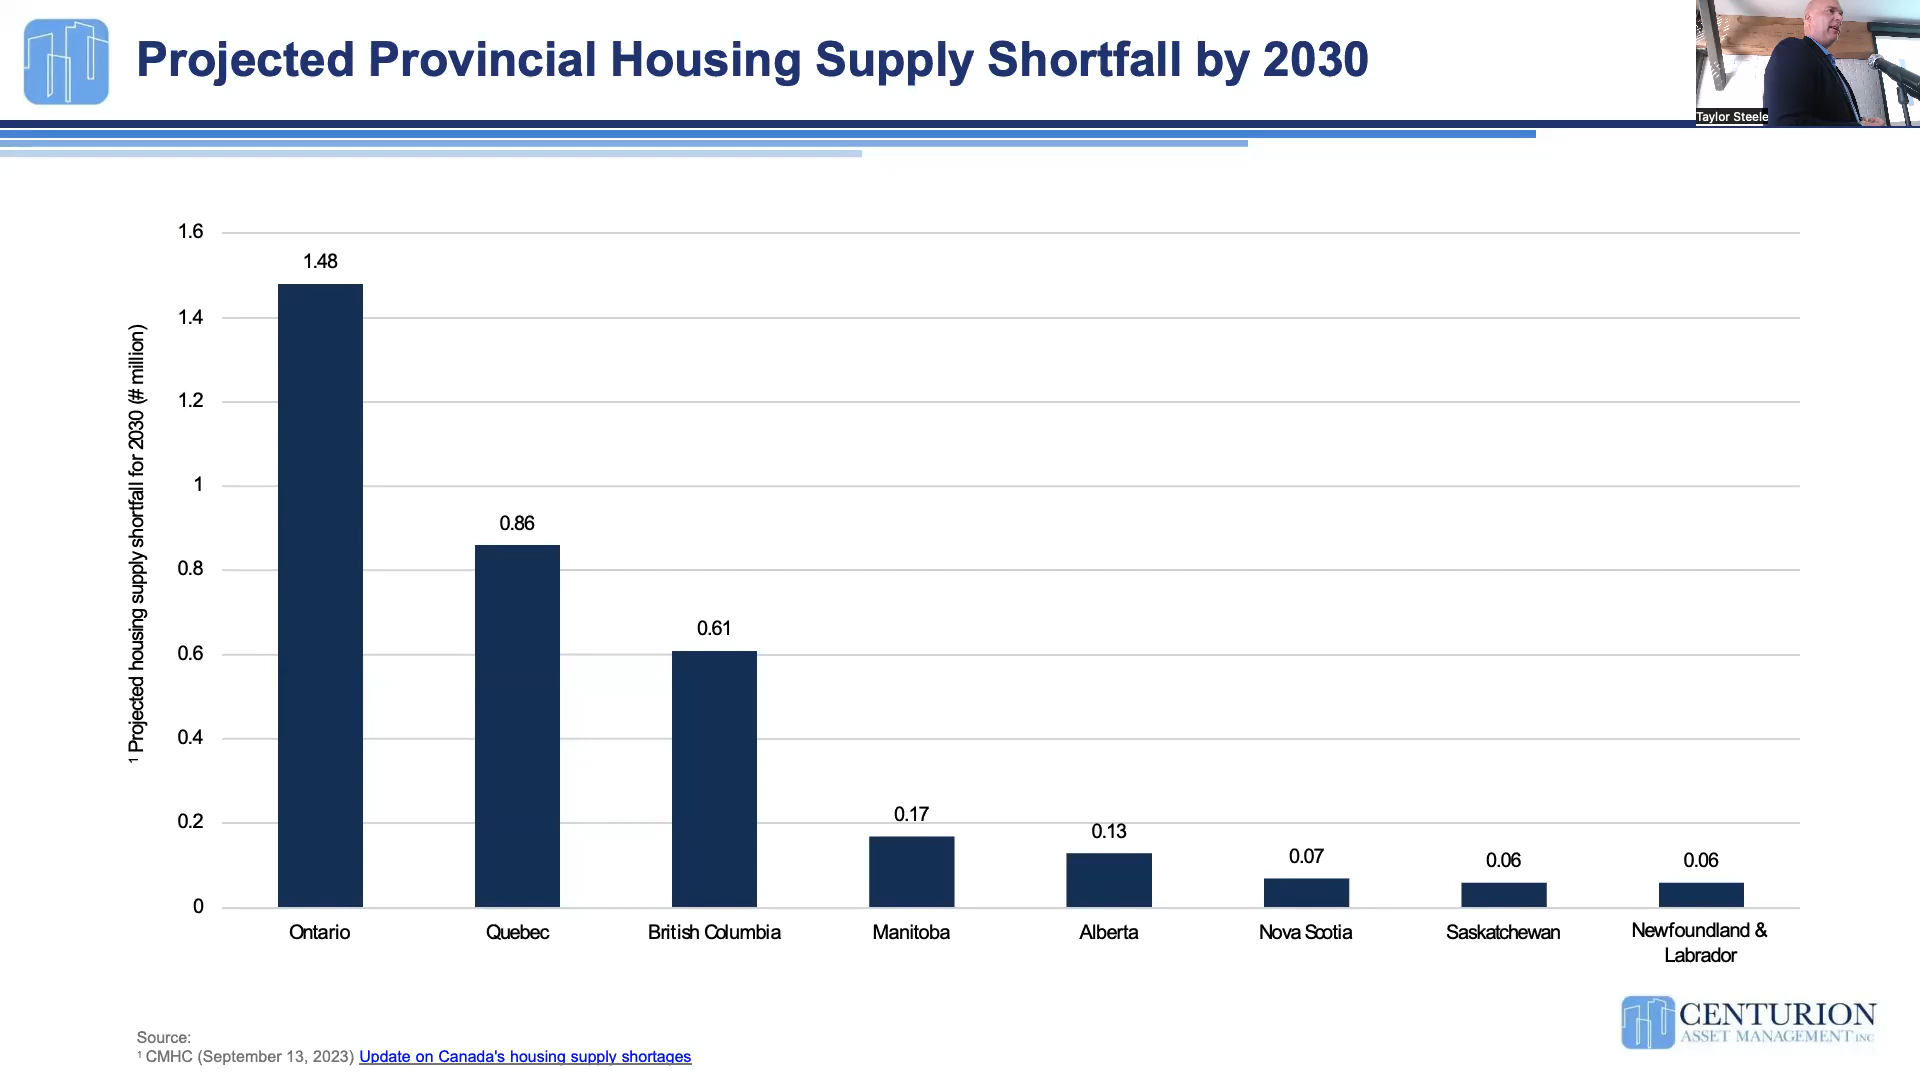 Projected Provincial Housing Supply Shortfall by 2030
Taylor Steele
1.6
1.4
1.2
1
0.8
0.6
0.4
0.2
0
¹ Projected housing supply shortfall for 2030 (# million)
1.48
0.86
0.61
0.17
0.13
0.07
0.06
0.06
Ontario
Quebec
British Columbia
Manitoba
Alberta
Nova Scotia
Saskatchewan
Newfoundland &
Labrador
Source:
¹ CMHC (September 13, 2023) Update on Canada's housing supply shortages
CENTURION
ASSET MANAGEMENT INC